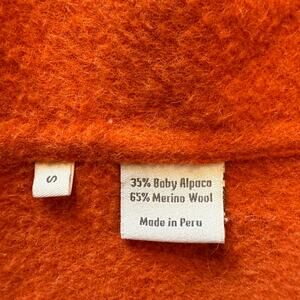 S
35% Baby Alpaca
65% Merino Wool
Made in Peru